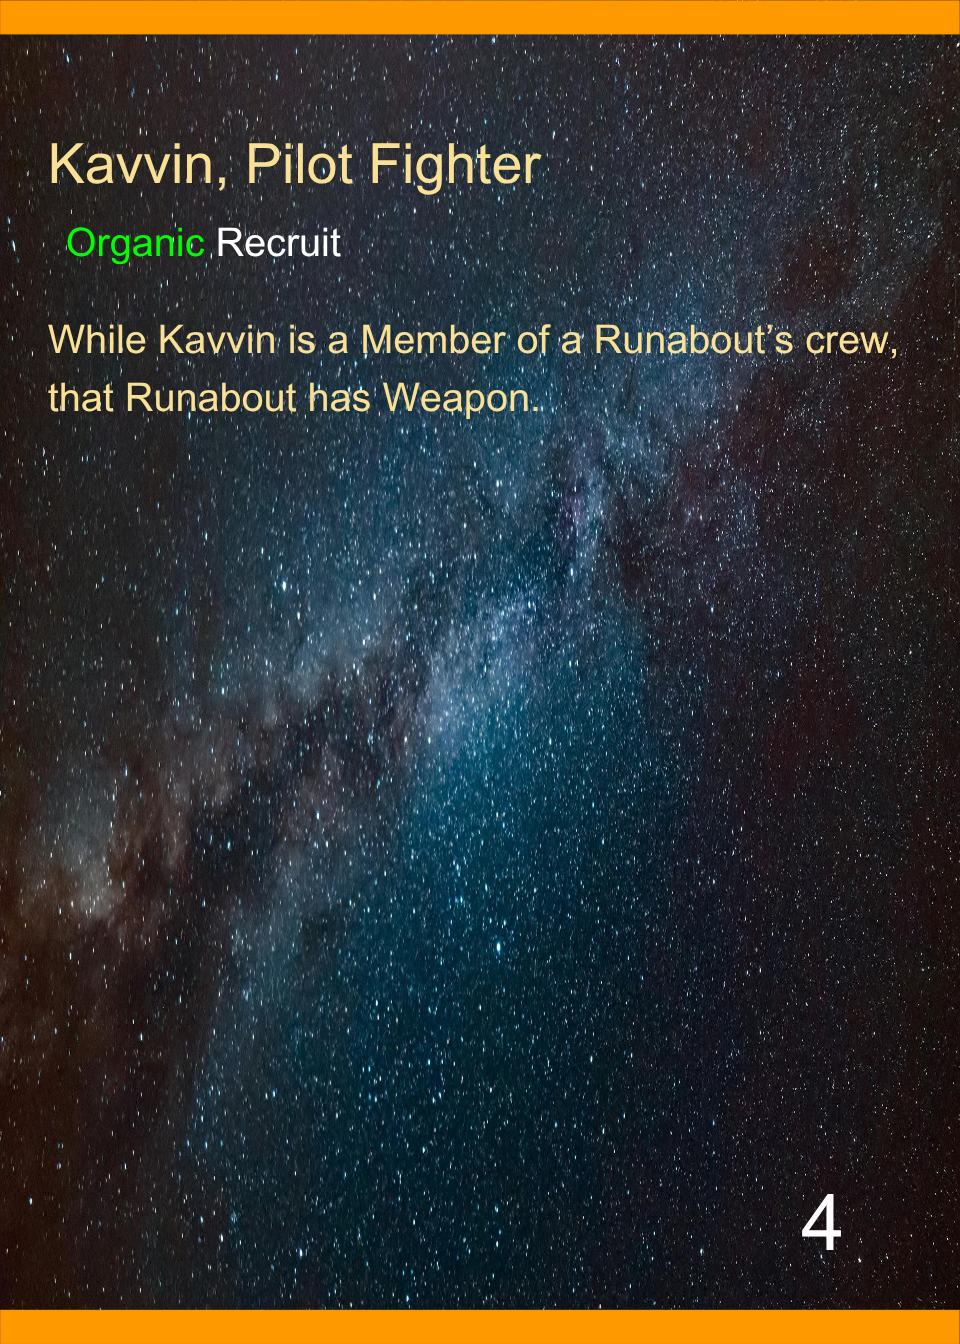 Kavvin, Pilot Fighter
Organic Recruit
While Kavvin is a Member of a Runabout’s crew,
that Runabout has Weapon.
4